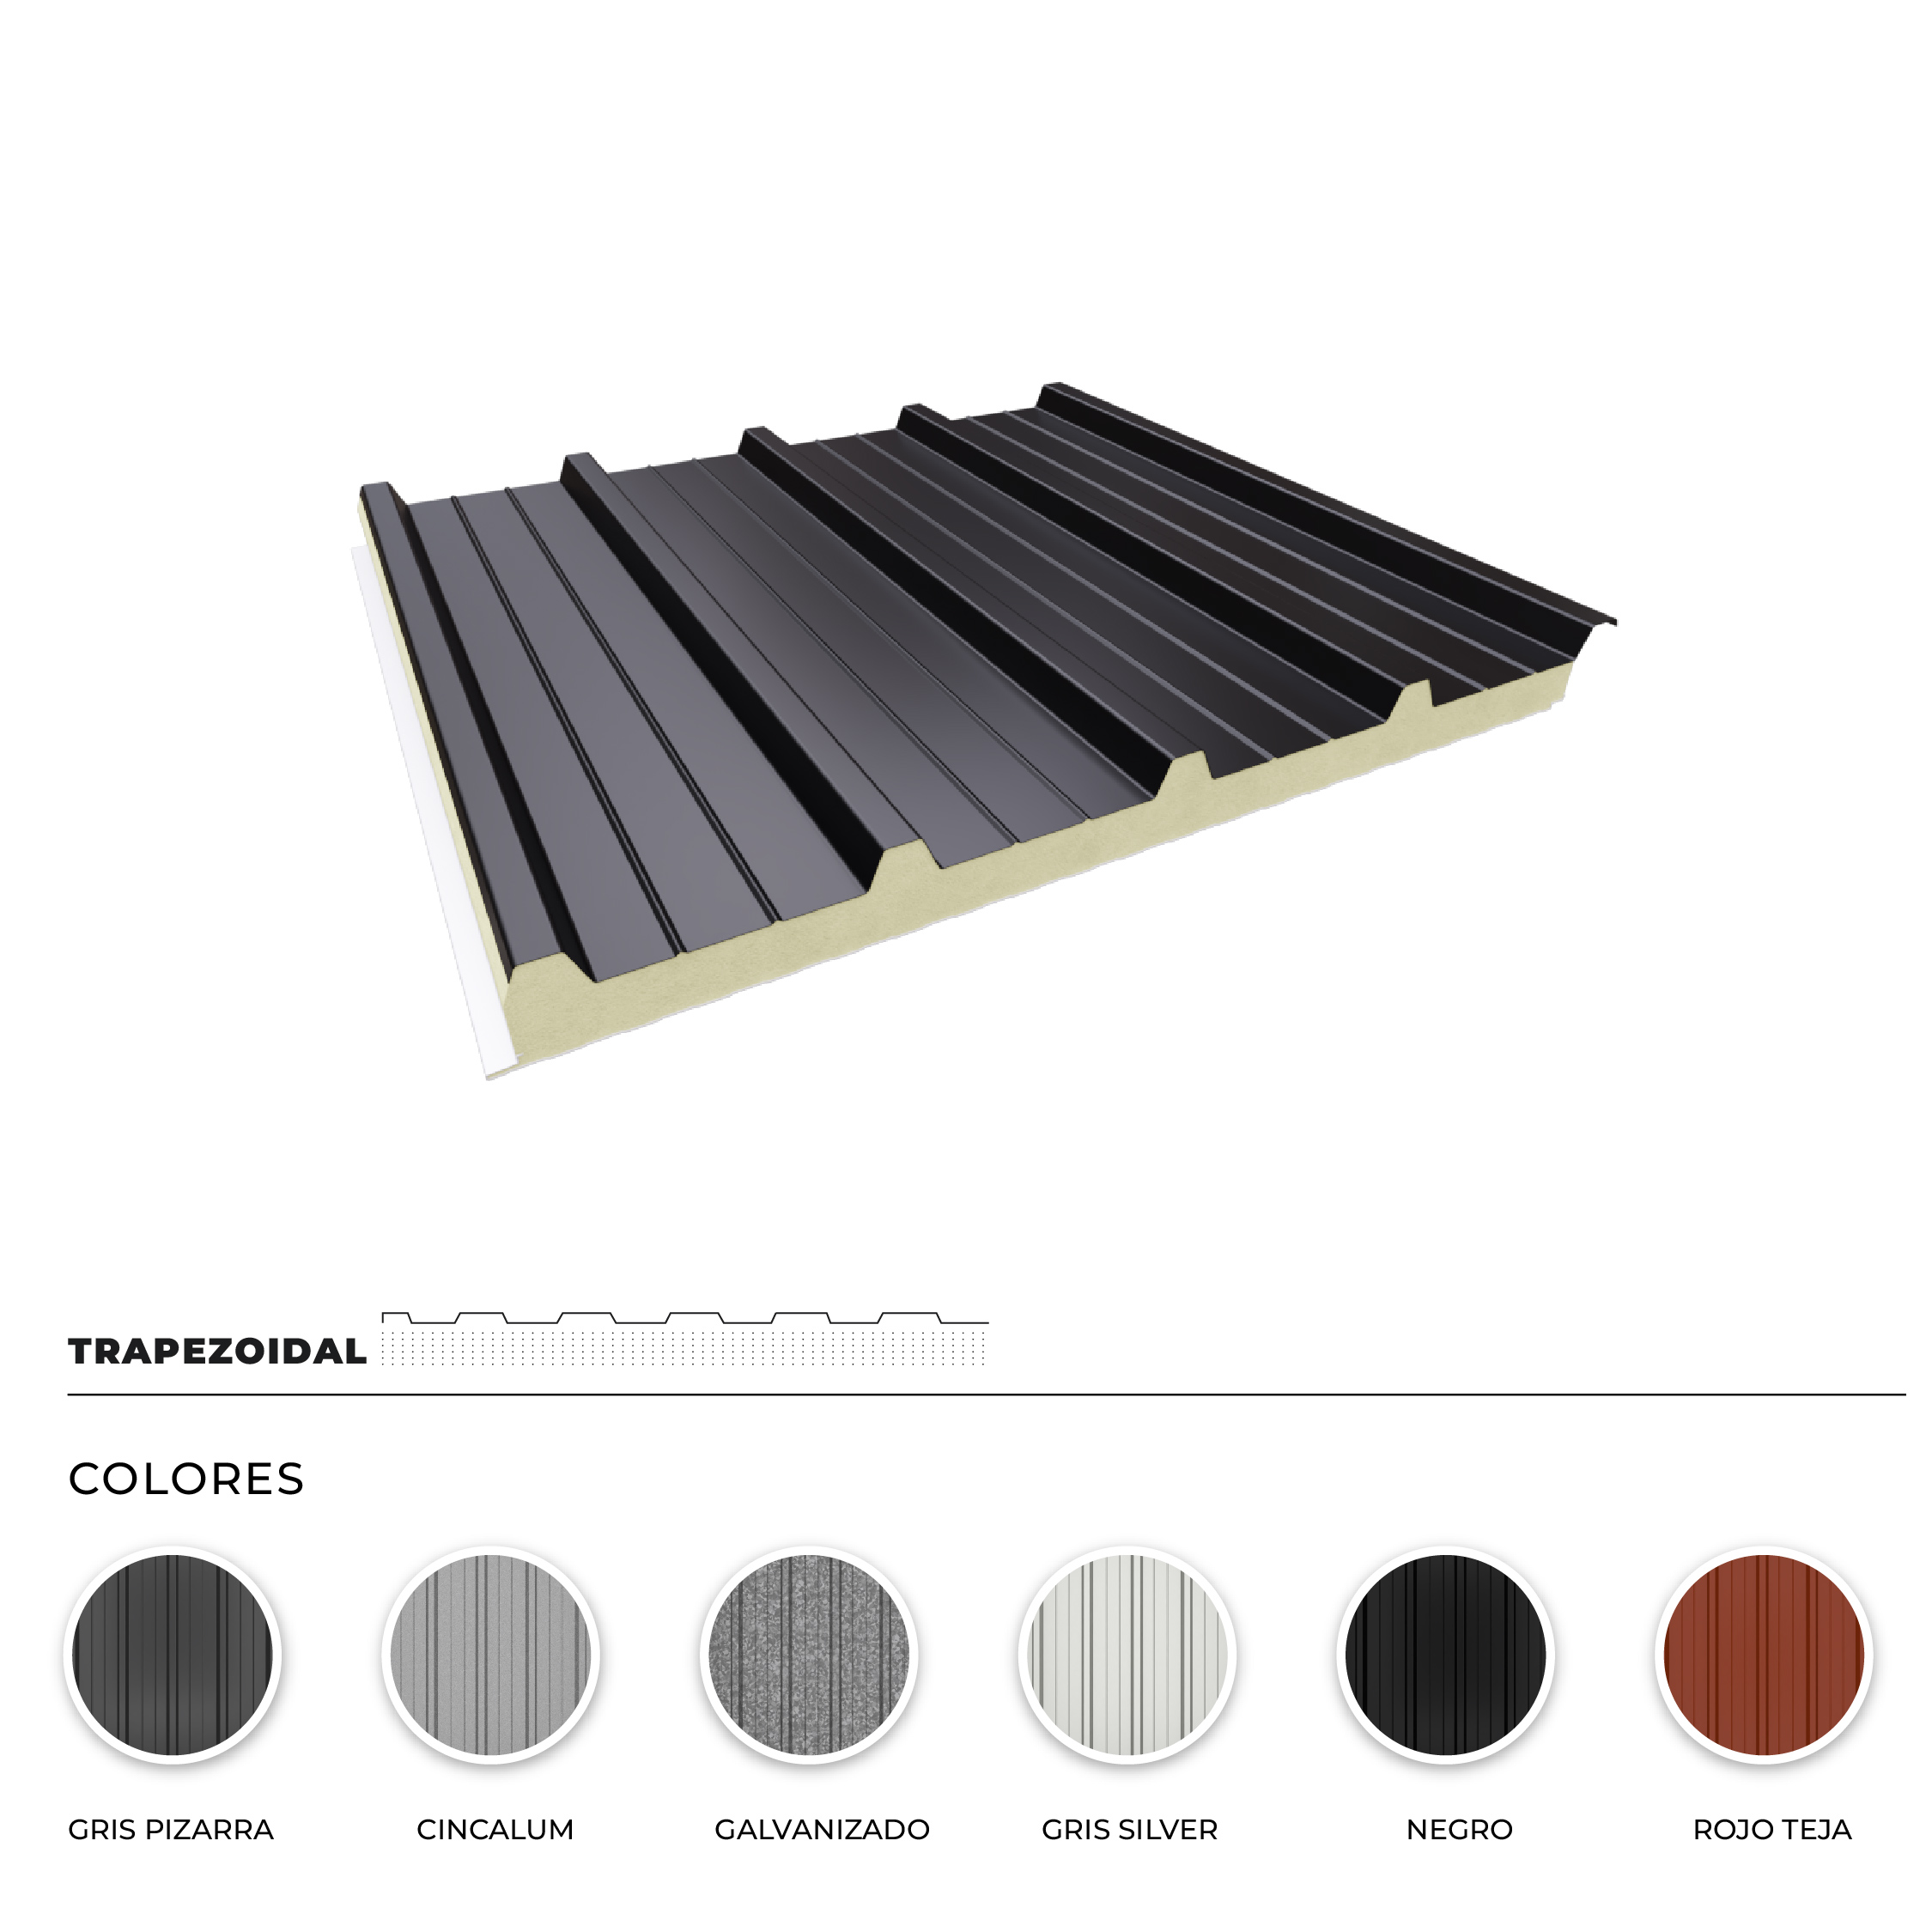 TRAPEZOIDAL
COLORES
GRIS PIZARRA
CINCALUM
GALVANIZADO
GRIS SILVER
NEGRO
ROJO TEJA